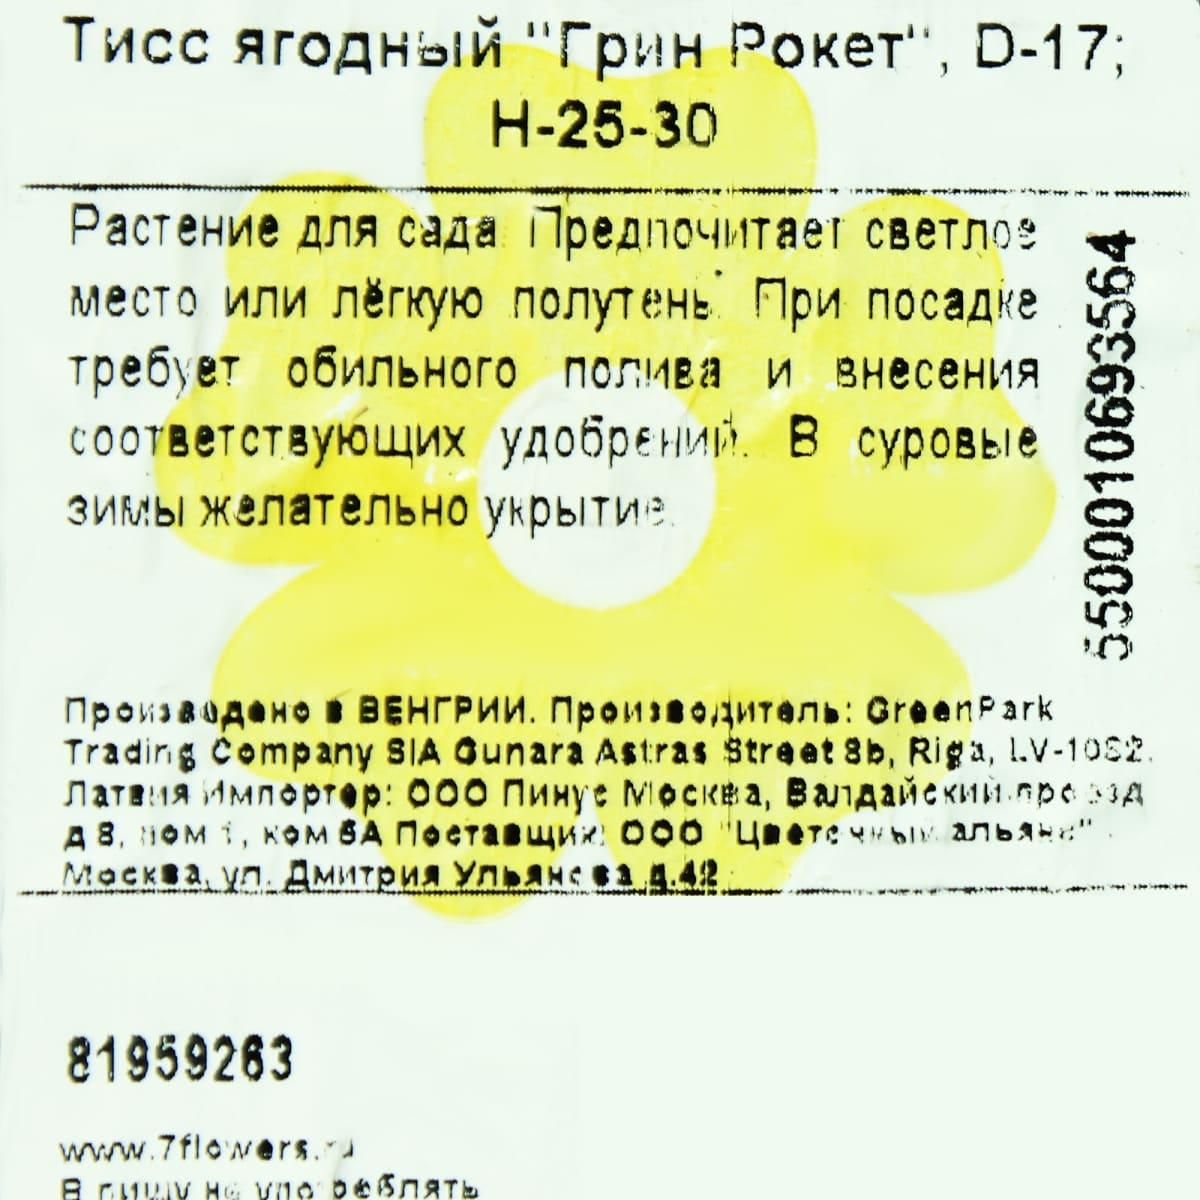 Тисс ягодный "Грин Рокет", D-17;
Н-25-30
Растение для сада. Предпочитает светлое
место или лёгкую полутень. При посадке
требует обильного полива и внесения
соответствующих удобрений. В суровые
зимы желательно укрытие.
5500010693564
Произведено в ВЕНГРИИ. Производитель: GreenPark
Trading Company SIA Gunara Astras Street 8b, Riga, LV-1082.
Латвия Импортер: ООО Пинус Москва, Валдайский проезд
д 8, пом 1, ком 6А Поставщик: ООО "Цветочный альянс"
Москва, ул. Дмитрия Ульянова д.42
81959263
www.7flowers.ru
В пищу не употреблять